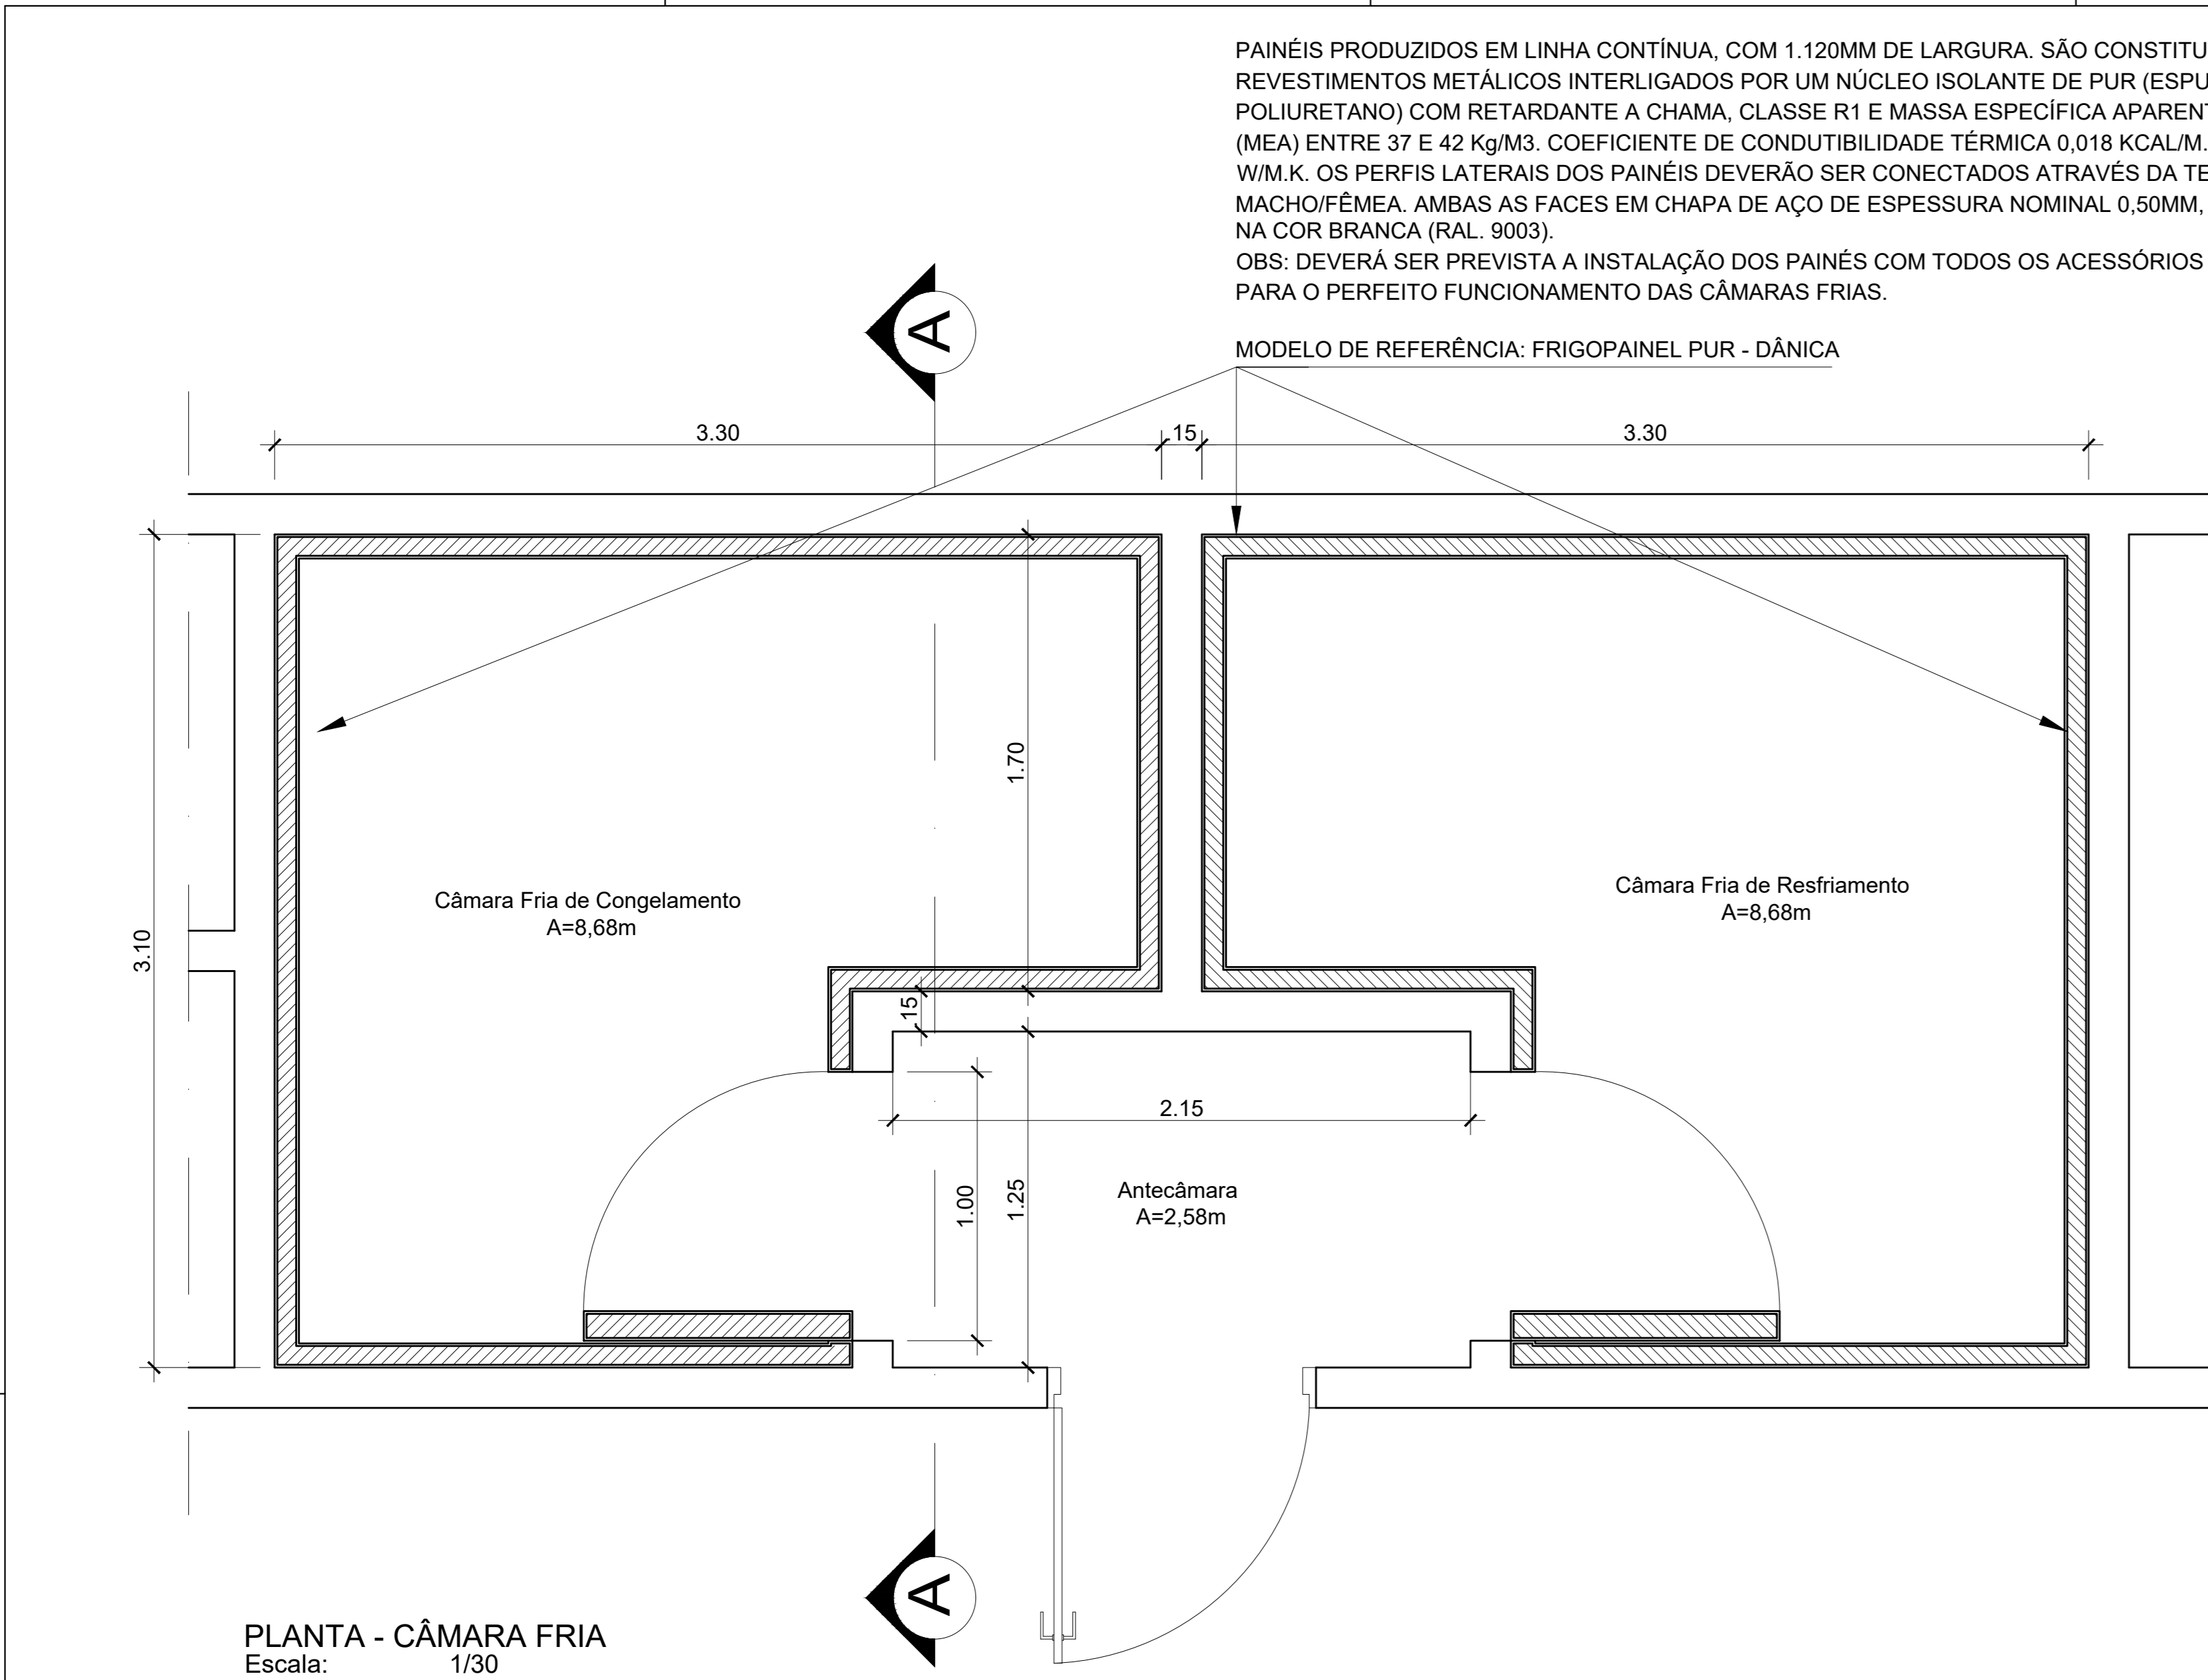 PAINÉIS PRODUZIDOS EM LINHA CONTÍNUA, COM 1.120MM DE LARGURA. SÃO CONSTITU
REVESTIMENTOS METÁLICOS INTERLIGADOS POR UM NÚCLEO ISOLANTE DE PUR (ESPU
POLIURETANO) COM RETARDANTE A CHAMA, CLASSE R1 E MASSA ESPECÍFICA APAREN
(MEA) ENTRE 37 E 42 Kg/M3. COEFICIENTE DE CONDUTIBILIDADE TÉRMICA 0,018 KCAL/M.
W/M.K. OS PERFIS LATERAIS DOS PAINÉIS DEVERÃO SER CONECTADOS ATRAVÉS DA TE
MACHO/FÊMEA. AMBAS AS FACES EM CHAPA DE AÇO DE ESPESSURA NOMINAL 0,50MM,
NA COR BRANCA (RAL. 9003).
OBS: DEVERÁ SER PREVISTA A INSTALAÇÃO DOS PAINÉS COM TODOS OS ACESSÓRIOS
PARA O PERFEITO FUNCIONAMENTO DAS CÂMARAS FRIAS.
MODELO DE REFERÊNCIA: FRIGOPAINEL PUR - DÂNICA
A
3.30
.15
3.30
1.70
3.10
Câmara Fria de Congelamento
A=8,68m
Câmara Fria de Resfriamento
A=8,68m
.15
2.15
1.00
1.25
Antecâmara
A=2,58m
A
PLANTA - CÂMARA FRIA
Escala: 1/30